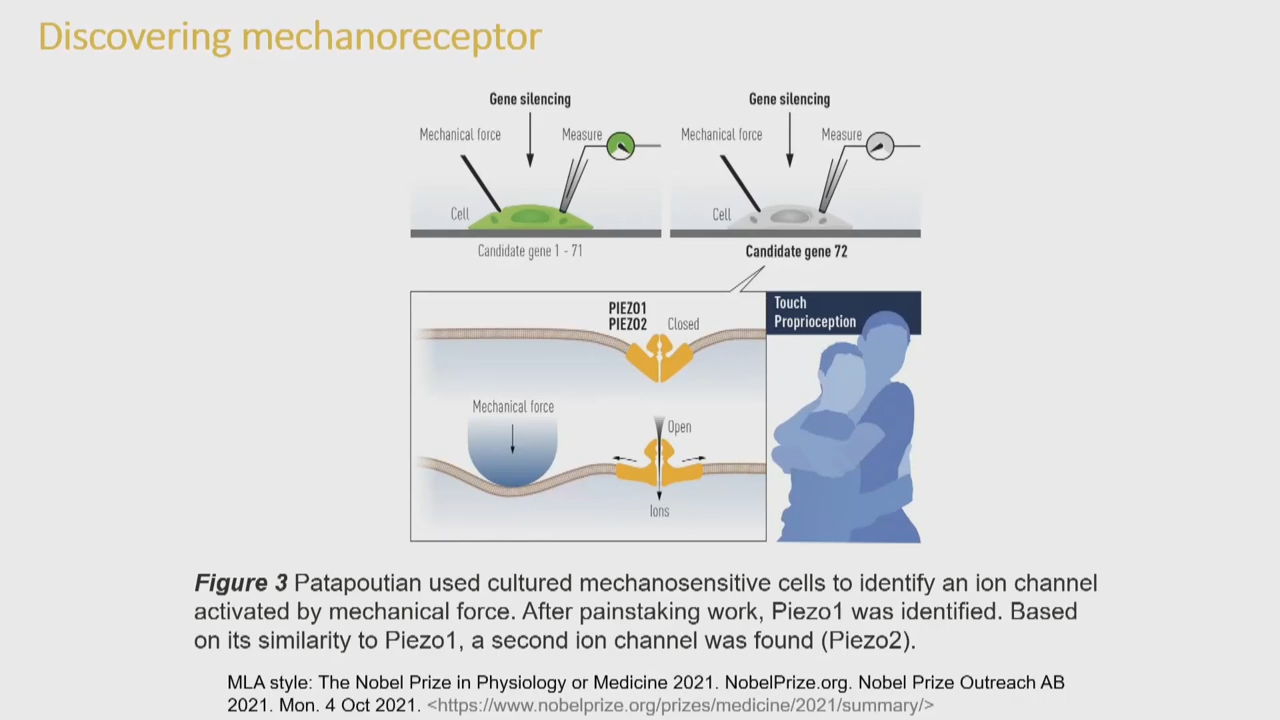 Discovering mechanoreceptor
Gene silencing
Mechanical force
Measure
Cell
Candidate gene 1 - 71
Gene silencing
Mechanical force
Measure
Cell
Candidate gene 72
PIEZO1
PIEZO2
Closed
Mechanical force
Open
Ions
Touch
Proprioception
Figure 3 Patapoutian used cultured mechanosensitive cells to identify an ion channel
activated by mechanical force. After painstaking work, Piezo1 was identified. Based
on its similarity to Piezo1, a second ion channel was found (Piezo2).
MLA style: The Nobel Prize in Physiology or Medicine 2021. NobelPrize.org. Nobel Prize Outreach AB
2021. Mon. 4 Oct 2021. <https://www.nobelprize.org/prizes/medicine/2021/summary/>